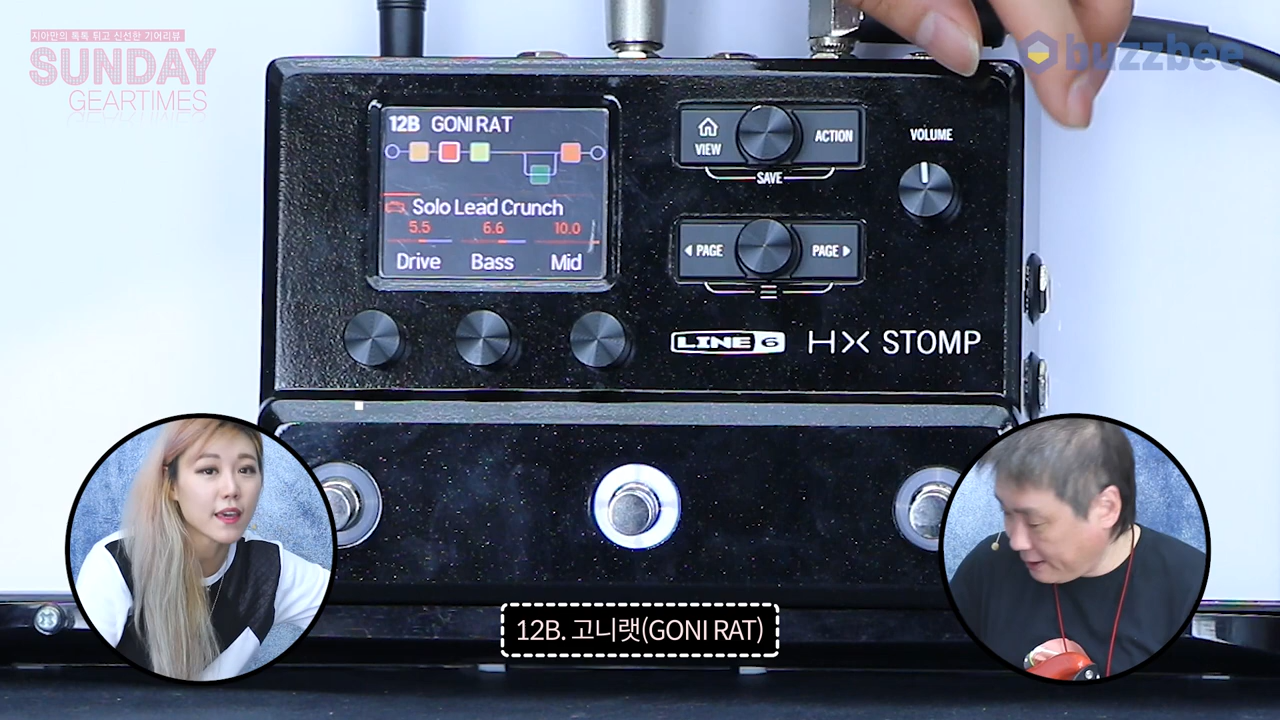 지아만의 톡톡 튀고 신선한 기어리뷰
SUNDAY
GEARTIMES
buzzbee
12B GONI RAT
Solo Lead Crunch
5.5 6.6 10.0
Drive Bass Mid
VIEW
ACTION
SAVE
PAGE
PAGE
VOLUME
LINE 6 HX STOMP
12B. 고니랫(GONI RAT)